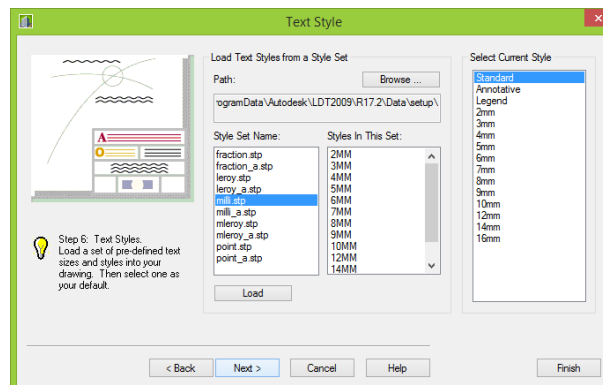 Text Style
Load Text Styles from a Style Set
Path:
Browse ...
rogramData\Autodesk\LDT2009\R17.2\Data\setup\
Style Set Name:
fraction.stp
fraction_a.stp
leroy.stp
leroy_a.stp
milli.stp
milli_a.stp
mleroy.stp
mleroy_a.stp
point.stp
point_a.stp
Styles In This Set:
2MM
3MM
4MM
5MM
6MM
7MM
8MM
9MM
10MM
12MM
14MM
Load
Select Current Style
Standard
Annotative
Legend
2mm
3mm
4mm
5mm
6mm
7mm
8mm
9mm
10mm
12mm
14mm
16mm
A
O
Step 6: Text Styles.
Load a set of pre-defined text
sizes and styles into your
drawing. Then select one as
your default.
< Back
Next >
Cancel
Help
Finish